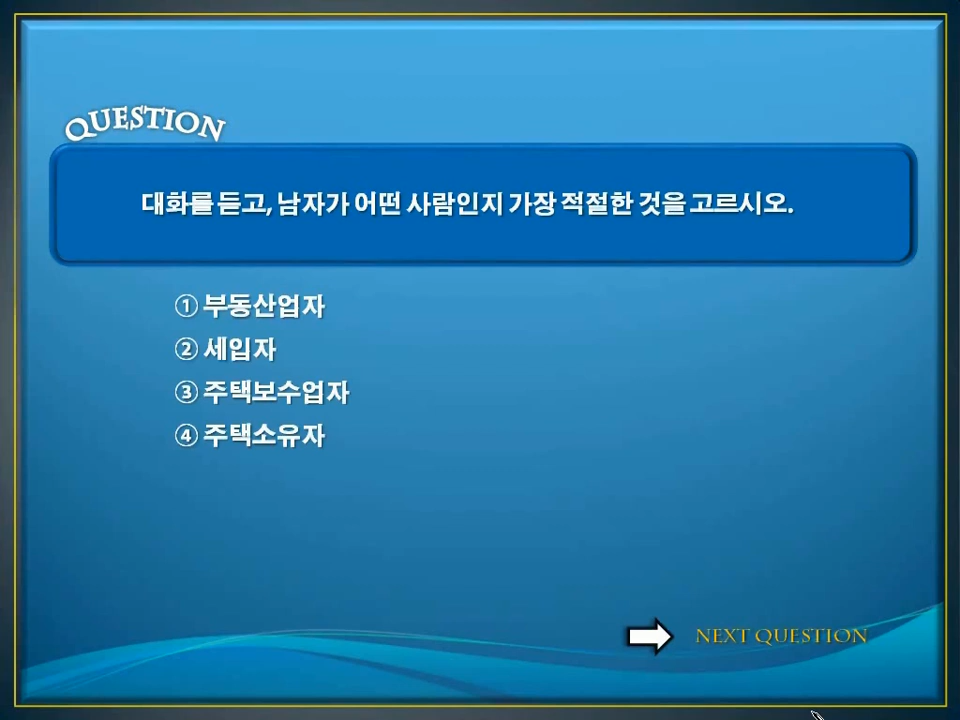 QUESTION
대화를 듣고, 남자가 어떤 사람인지 가장 적절한 것을 고르시오.
① 부동산업자
② 세입자
③ 주택보수업자
④ 주택소유자
NEXT QUESTION